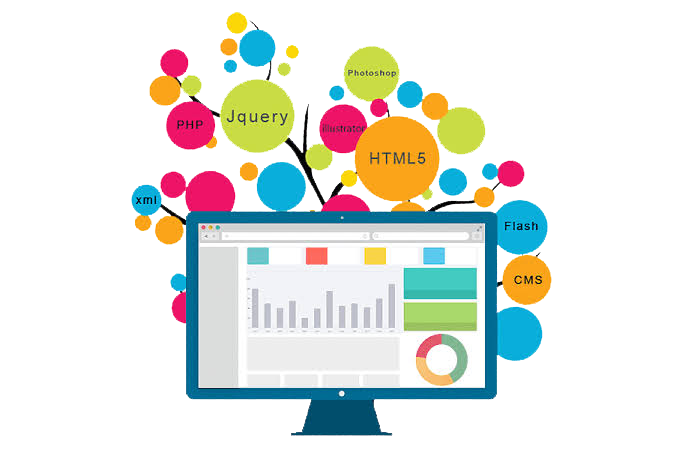 Photoshop
Jquery
PHP
illustrator
HTML5
xml
Flash
CMS